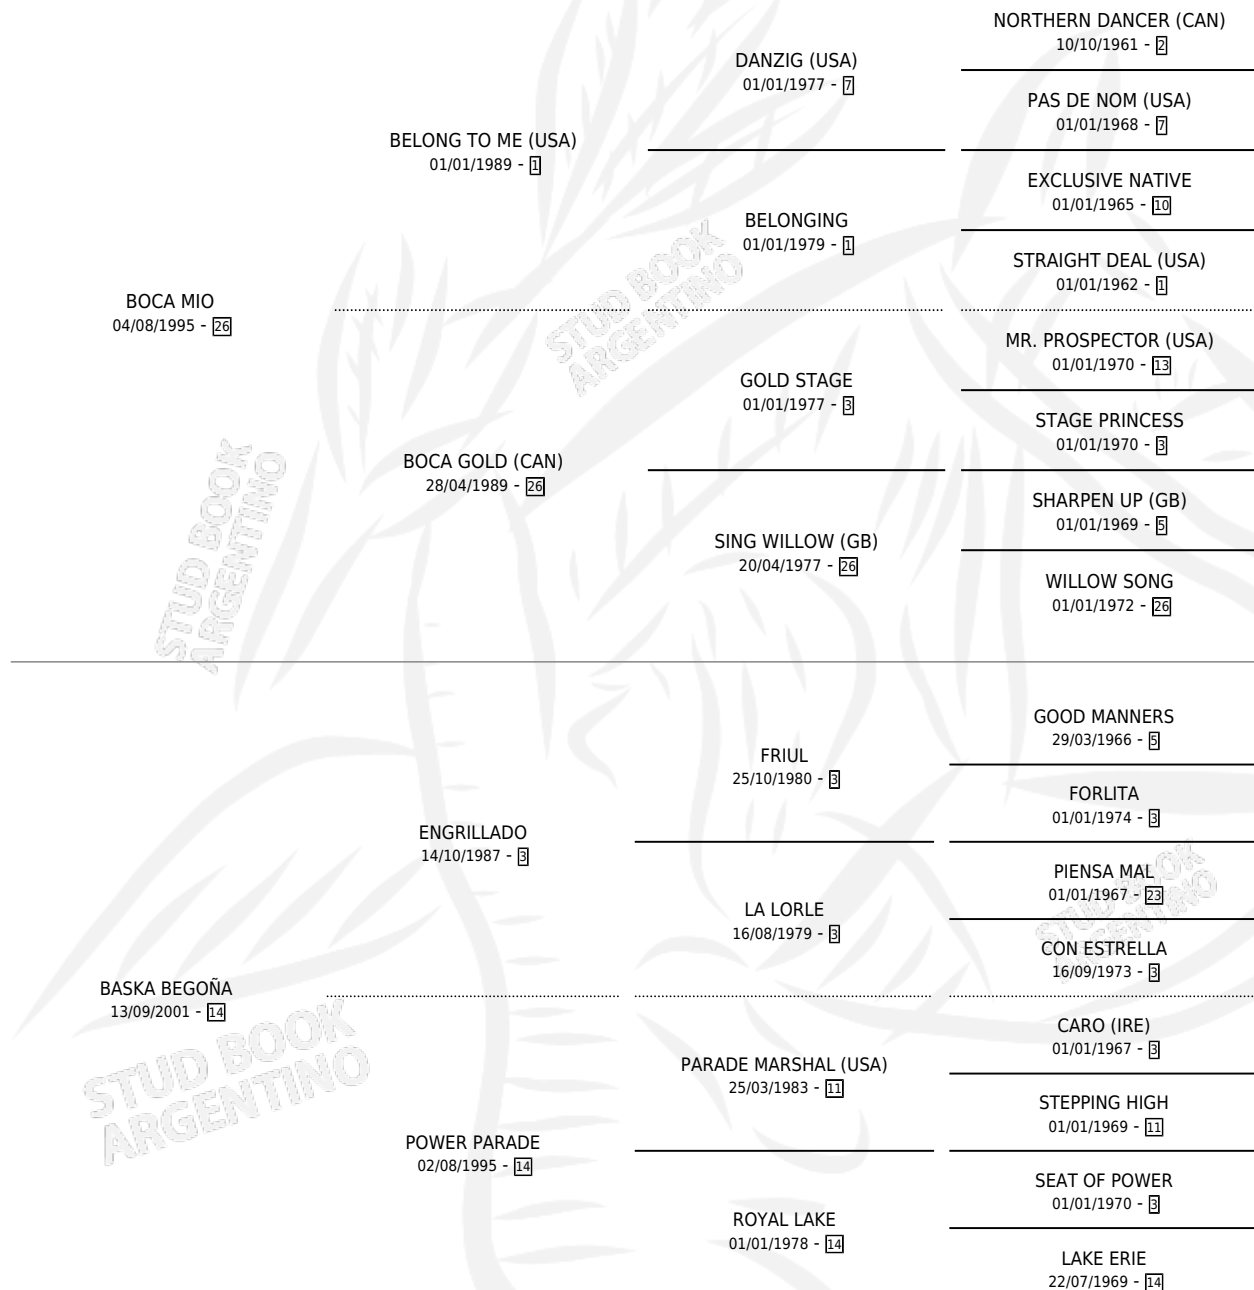 NORTHERN DANCER (CAN)
10/10/1961 - 2
DANZIG (USA)
01/01/1977 - 7
PAS DE NOM (USA)
01/01/1968 - 7
BELONG TO ME (USA)
01/01/1989 - 1
EXCLUSIVE NATIVE
01/01/1965 - 10
BELONGING
01/01/1979 - 1
STRAIGHT DEAL (USA)
01/01/1962 - 1
BOCA MIO
04/08/1995 - 26
MR. PROSPECTOR (USA)
01/01/1970 - 13
GOLD STAGE
01/01/1977 - 3
STAGE PRINCESS
01/01/1970 - 3
BOCA GOLD (CAN)
28/04/1989 - 26
SHARPEN UP (GB)
01/01/1969 - 5
SING WILLOW (GB)
20/04/1977 - 26
WILLOW SONG
01/01/1972 - 26
GOOD MANNERS
29/03/1966 - 5
FRIUL
25/10/1980 - 3
FORLITA
01/01/1974 - 3
ENGRILLADO
14/10/1987 - 3
PIENSA MAL
01/01/1967 - 23
LA LORLE
16/08/1979 - 3
CON ESTRELLA
16/09/1973 - 3
BASKA BEGOÑA
13/09/2001 - 14
CARO (IRE)
01/01/1967 - 3
PARADE MARSHAL (USA)
25/03/1983 - 11
STEPPING HIGH
01/01/1969 - 11
POWER PARADE
02/08/1995 - 14
SEAT OF POWER
01/01/1970 - 3
ROYAL LAKE
01/01/1978 - 14
LAKE ERIE
22/07/1969 - 14
STUD BOOK
ARGENTINO
STUD BOOK
ARGENTINO
STUD BOOK
ARGENTINO
STUD BOOK
ARGENTINO